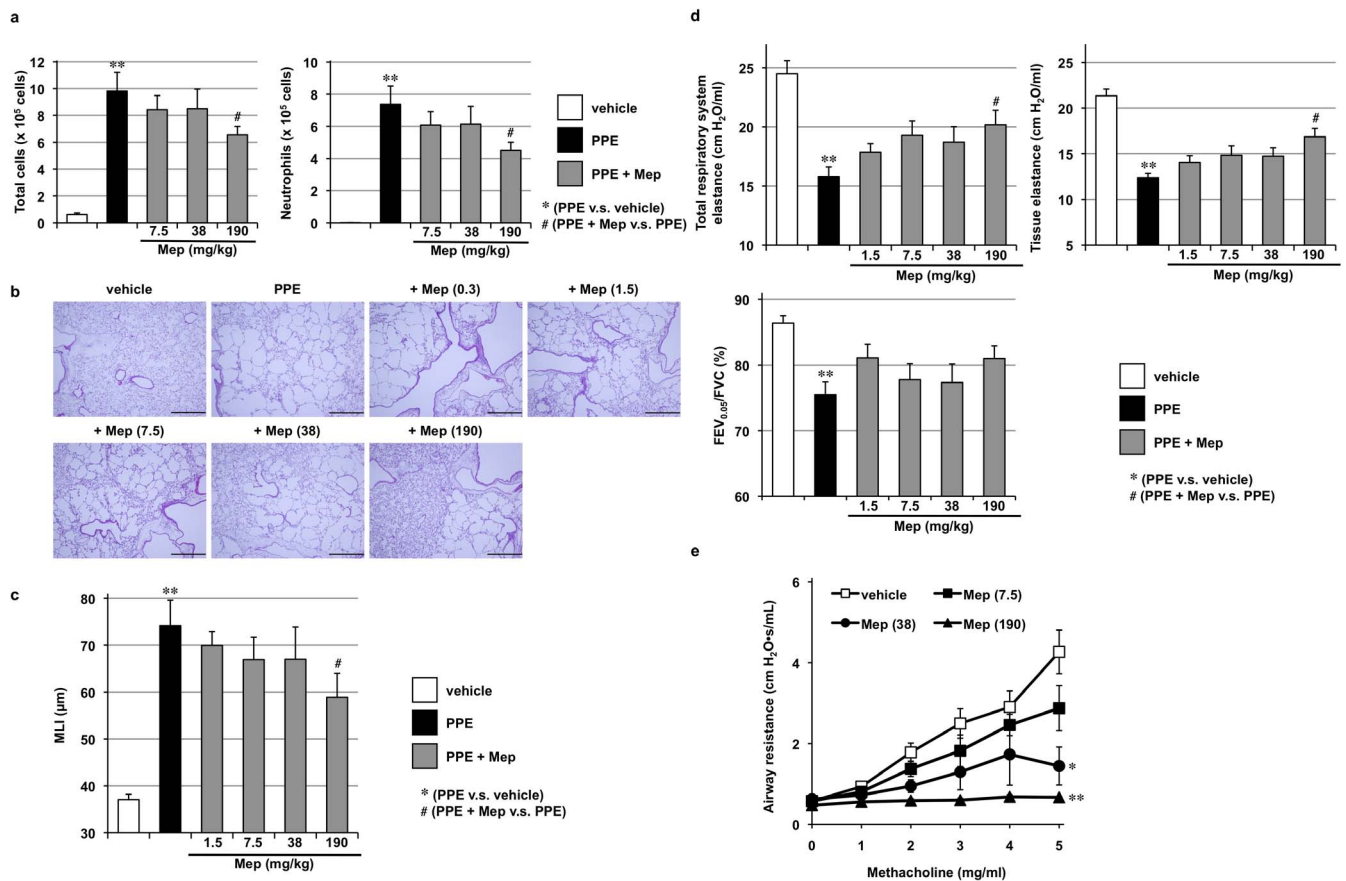 a
Total cells (x 10⁵ cells)
12
10
8
6
4
2
0
**
#
7.5 38 190
Mep (mg/kg)
Neutrophils (x 10⁵ cells)
10
8
6
4
2
0
**
#
7.5 38 190
Mep (mg/kg)
vehicle
PPE
PPE + Mep
* (PPE v.s. vehicle)
# (PPE + Mep v.s. PPE)
b
vehicle PPE + Mep (0.3) + Mep (1.5)
+ Mep (7.5) + Mep (38) + Mep (190)
c
MLI (μm)
80
70
60
50
40
30
**
#
1.5 7.5 38 190
Mep (mg/kg)
vehicle
PPE
PPE + Mep
* (PPE v.s. vehicle)
# (PPE + Mep v.s. PPE)
d
Total respiratory system
elastance (cm H₂O/ml)
25
20
15
10
**
#
1.5 7.5 38 190
Mep (mg/kg)
Tissue elastance (cm H₂O/ml)
25
20
15
10
5
**
#
1.5 7.5 38 190
Mep (mg/kg)
FEV₀.₀₅/FVC (%)
90
80
70
60
**
1.5 7.5 38 190
Mep (mg/kg)
vehicle
PPE
PPE + Mep
* (PPE v.s. vehicle)
# (PPE + Mep v.s. PPE)
e
Airway resistance (cm H₂O•s/mL)
6
4
2
0
vehicle Mep (7.5)
Mep (38) Mep (190)
*
**
0 1 2 3 4 5
Methacholine (mg/ml)